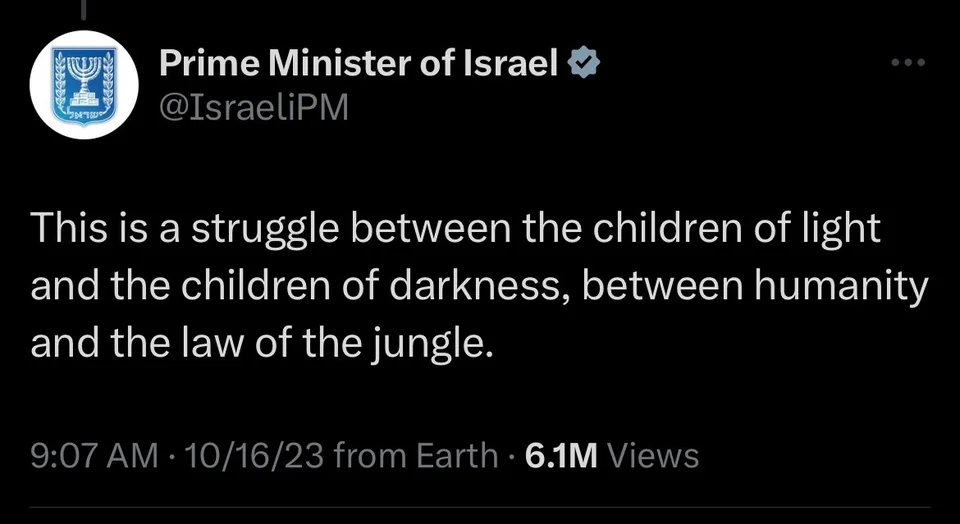 Prime Minister of Israel
@IsraeliPM
ישראל
This is a struggle between the children of light
and the children of darkness, between humanity
and the law of the jungle.
9:07 AM · 10/16/23 from Earth · 6.1M Views